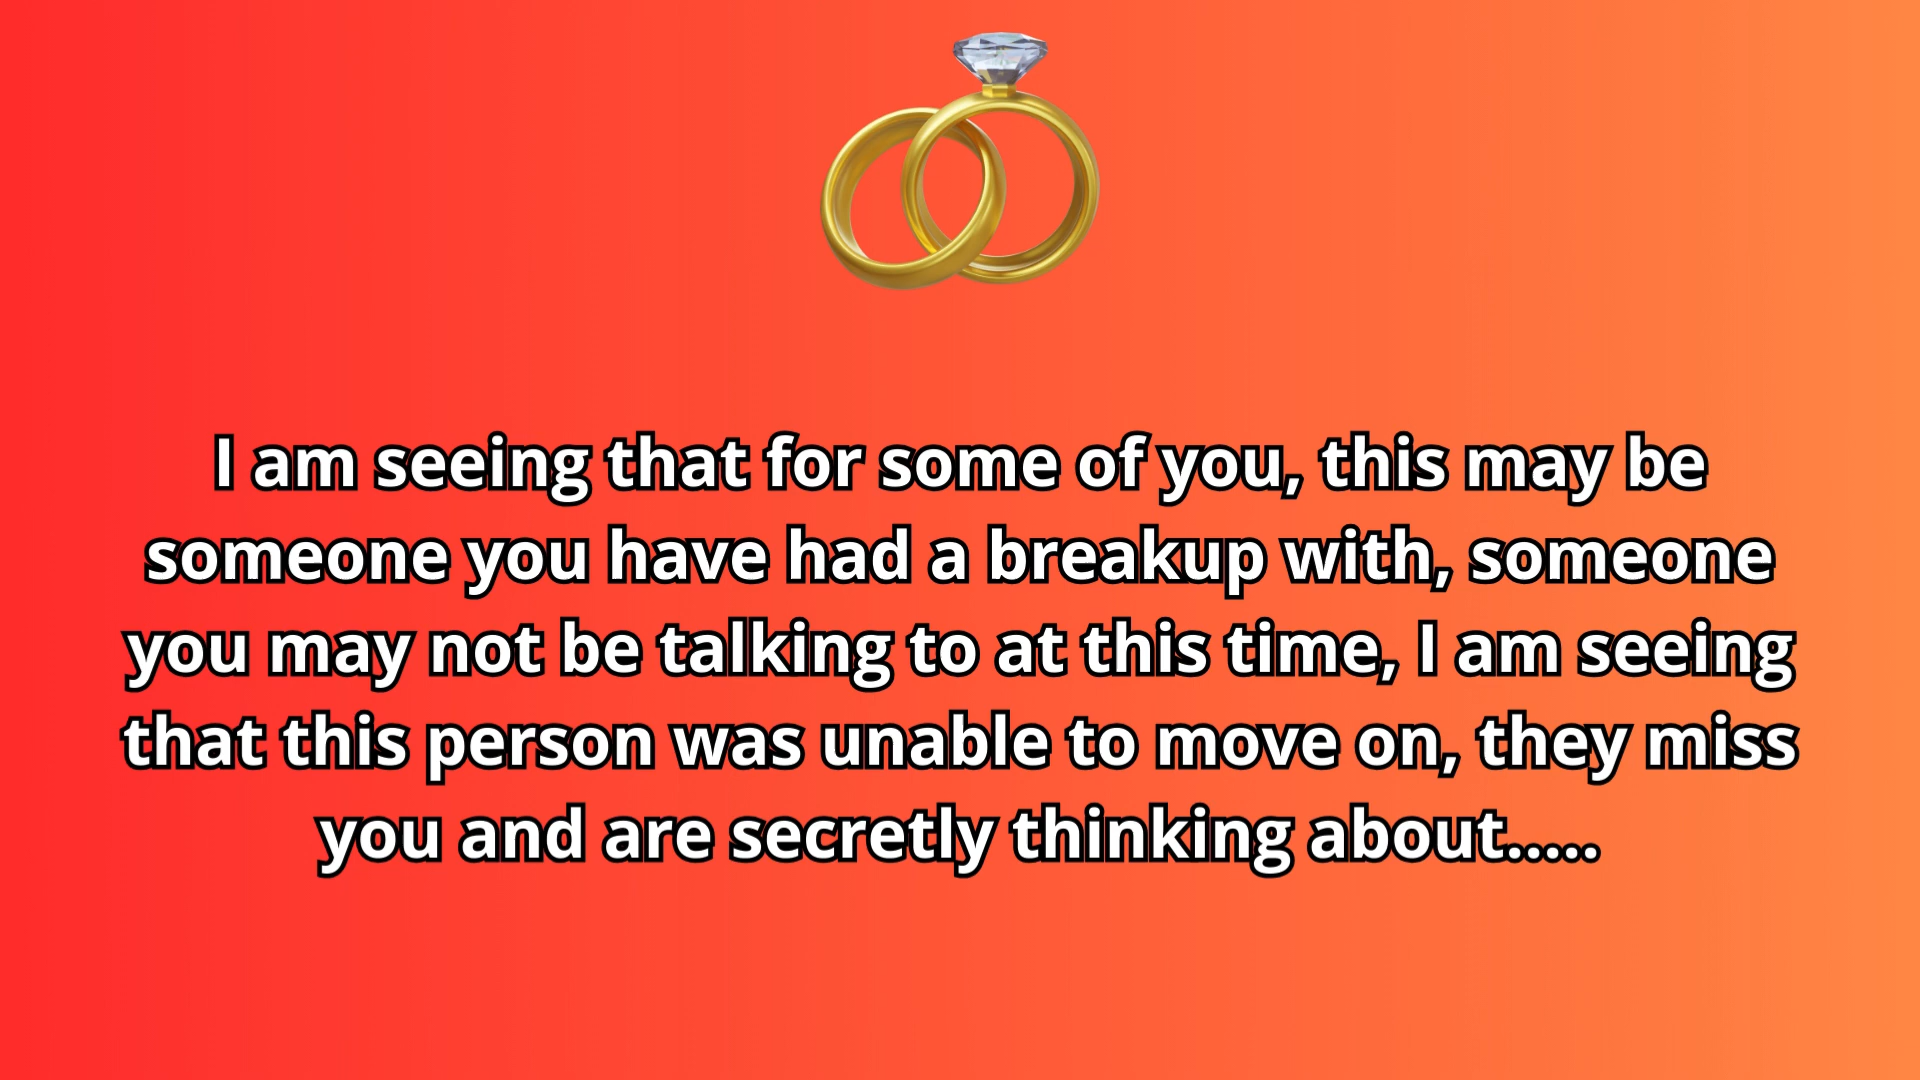 I am seeing that for some of you, this may be
someone you have had a breakup with, someone
you may not be talking to at this time, I am seeing
that this person was unable to move on, they miss
you and are secretly thinking about.....